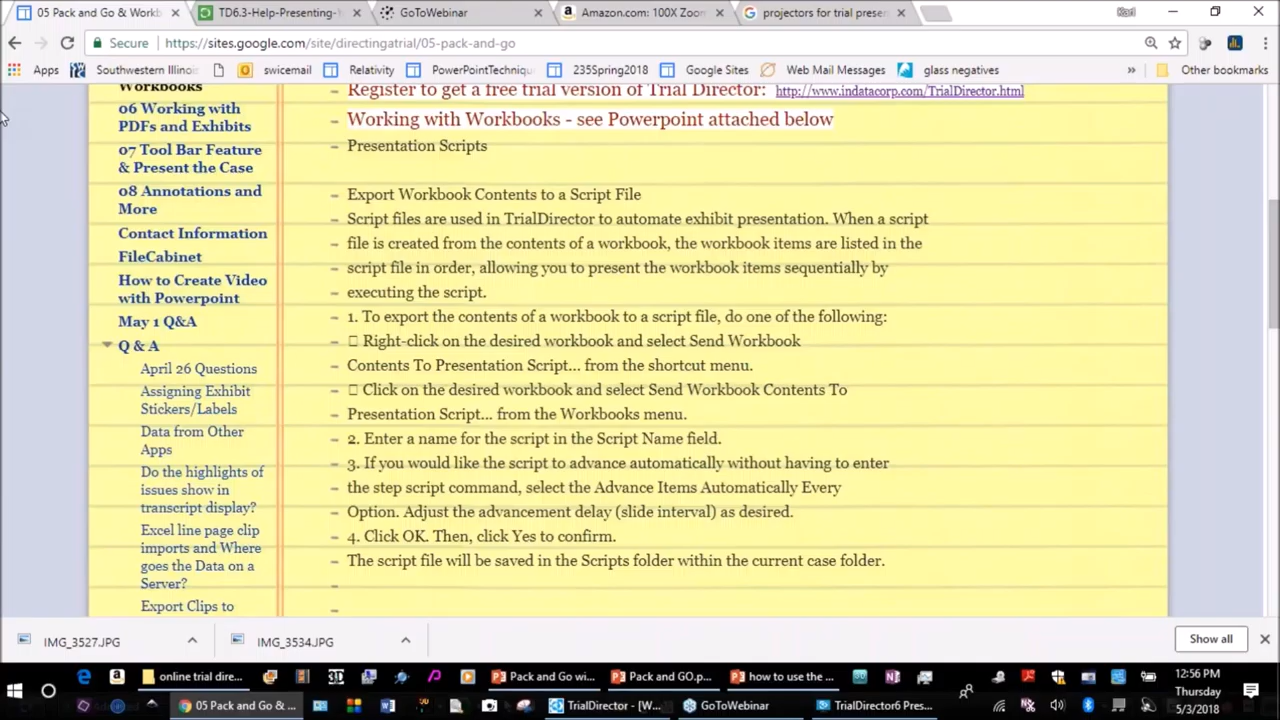 05 Pack and Go & Workb
TD6.3-Help-Presenting-
GoToWebinar
Amazon.com: 100X Zoom
projectors for trial prese
Karl
Secure
https://sites.google.com/site/directingatrial/05-pack-and-go
Apps
Southwestern Illinoi
swicemail
Relativity
PowerPointTechniqu
235Spring2018
Google Sites
Web Mail Messages
glass negatives
»
Other bookmarks
Workbooks
06 Working with
PDFs and Exhibits
07 Tool Bar Feature
& Present the Case
08 Annotations and
More
Contact Information
FileCabinet
How to Create Video
with Powerpoint
May 1 Q&A
Q & A
April 26 Questions
Assigning Exhibit
Stickers/Labels
Data from Other
Apps
Do the highlights of
issues show in
transcript display?
Excel line page clip
imports and Where
goes the Data on a
Server?
Export Clips to
Register to get a free trial version of Trial Director: http://www.indatacorp.com/TrialDirector.html
Working with Workbooks - see Powerpoint attached below
Presentation Scripts
Export Workbook Contents to a Script File
Script files are used in TrialDirector to automate exhibit presentation. When a script
file is created from the contents of a workbook, the workbook items are listed in the
script file in order, allowing you to present the workbook items sequentially by
executing the script.
1. To export the contents of a workbook to a script file, do one of the following:
Right-click on the desired workbook and select Send Workbook
Contents To Presentation Script... from the shortcut menu.
Click on the desired workbook and select Send Workbook Contents To
Presentation Script... from the Workbooks menu.
2. Enter a name for the script in the Script Name field.
3. If you would like the script to advance automatically without having to enter
the step script command, select the Advance Items Automatically Every
Option. Adjust the advancement delay (slide interval) as desired.
4. Click OK. Then, click Yes to confirm.
The script file will be saved in the Scripts folder within the current case folder.
IMG_3527.JPG
IMG_3534.JPG
Show all
online trial dire...
Pack and Go wi...
Pack and GO.p...
how to use the ...
05 Pack and Go & ...
TrialDirector - [W...
GoToWebinar
TrialDirector6 Pres...
12:56 PM
Thursday
5/3/2018